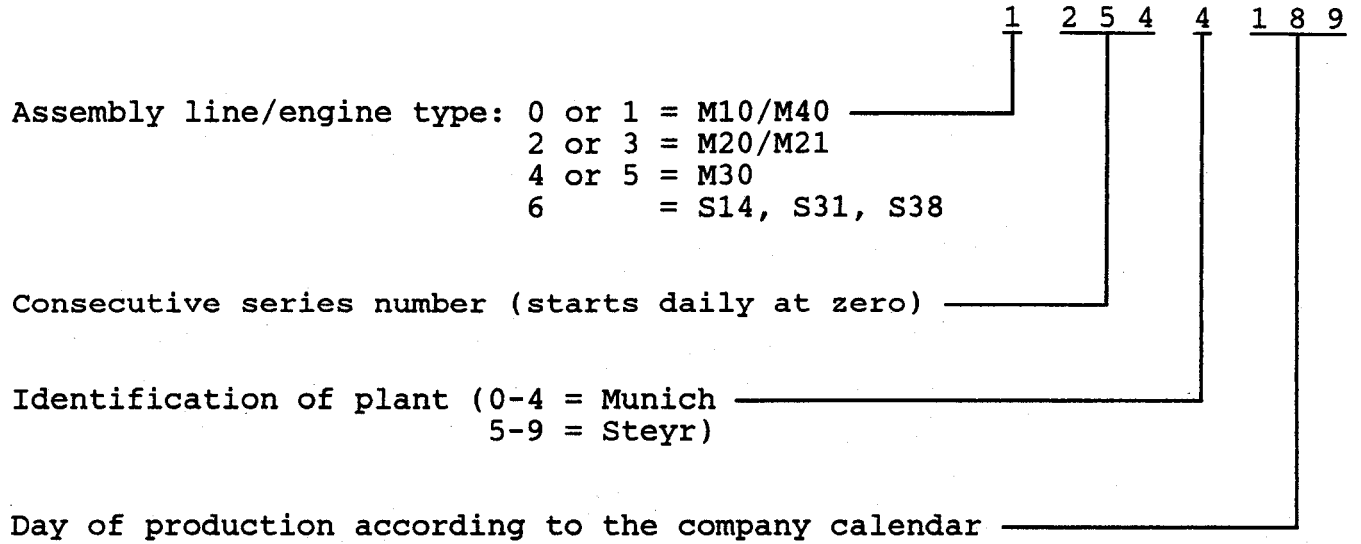 1 2 5 4 4 1 8 9
Assembly line/engine type: 0 or 1 = M10/M40
2 or 3 = M20/M21
4 or 5 = M30
6 = S14, S31, S38
Consecutive series number (starts daily at zero)
Identification of plant (0-4 = Munich
5-9 = Steyr)
Day of production according to the company calendar